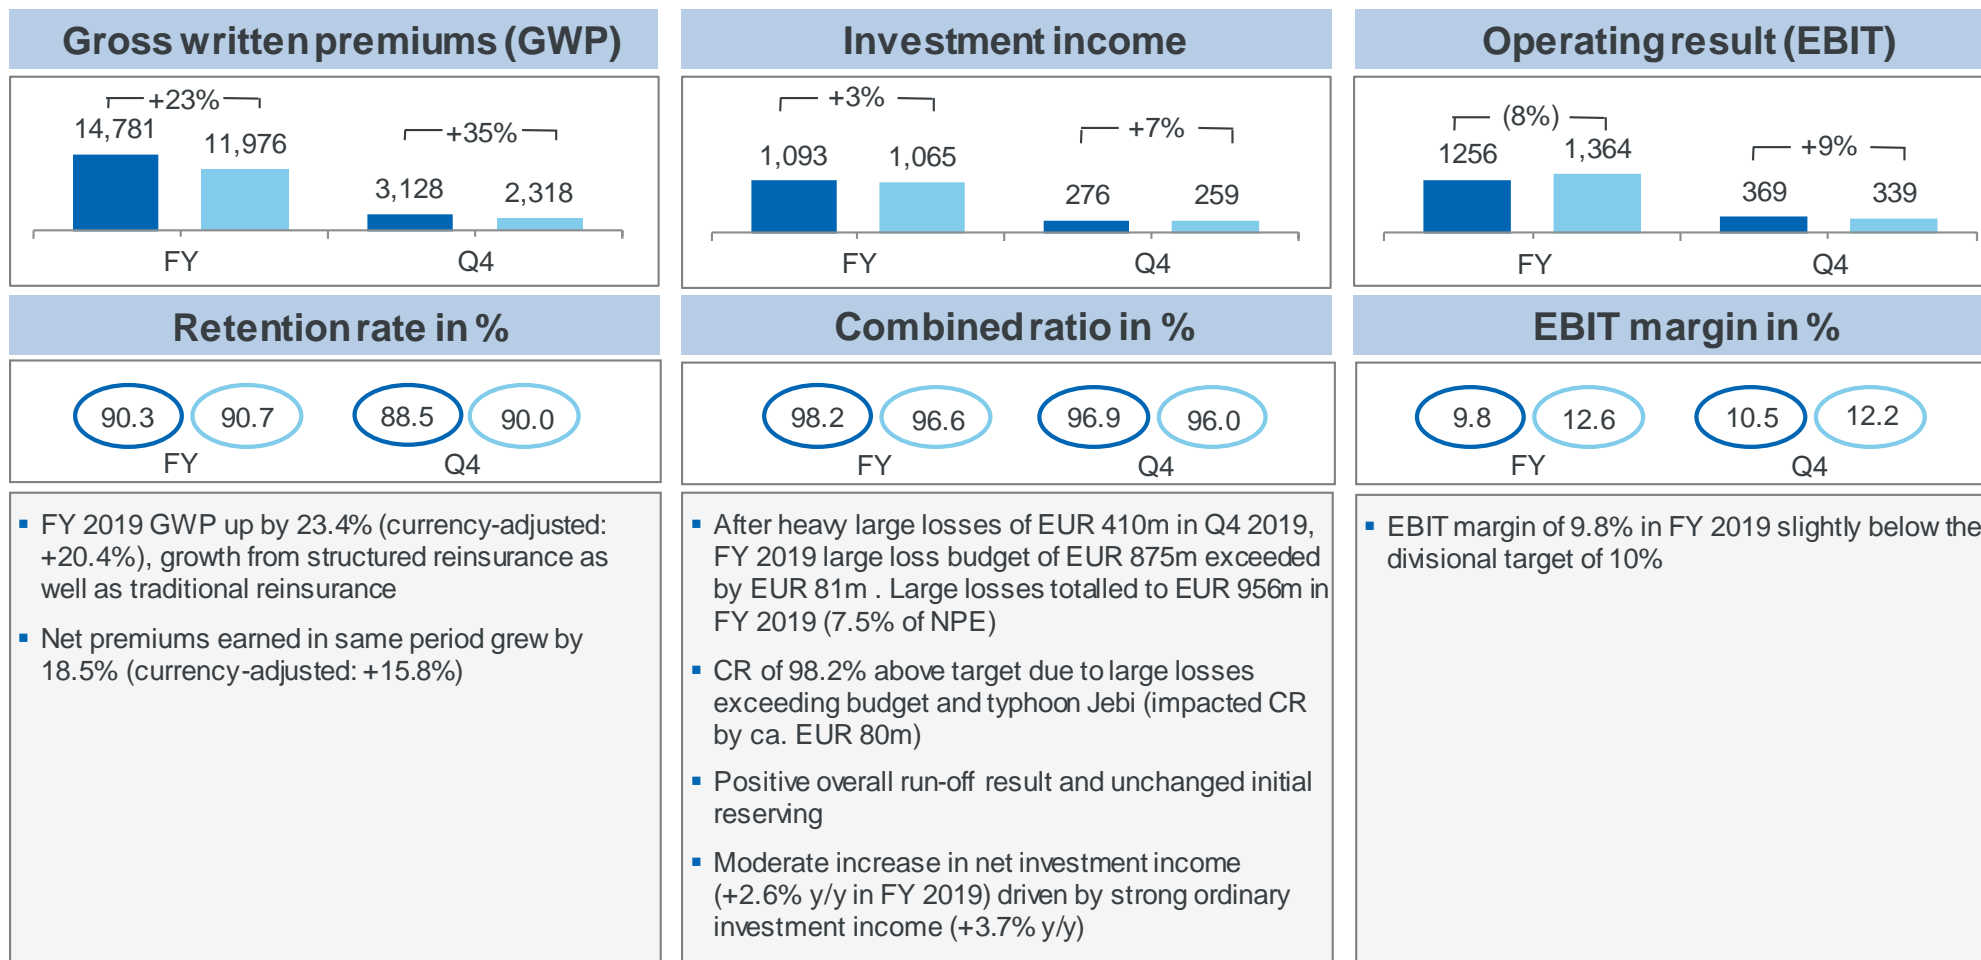 Gross written premiums (GWP)
+23%
14,781
11,976
+35%
3,128
2,318
FY
Q4
Investment income
+3%
1,093
1,065
+7%
276
259
FY
Q4
Operating result (EBIT)
(8%)
1256
1,364
+9%
369
339
FY
Q4
Retention rate in %
90.3
90.7
88.5
90.0
FY
Q4
Combined ratio in %
98.2
96.6
96.9
96.0
FY
Q4
EBIT margin in %
9.8
12.6
10.5
12.2
FY
Q4
▪ FY 2019 GWP up by 23.4% (currency-adjusted:
+20.4%), growth from structured reinsurance as
well as traditional reinsurance
▪ Net premiums earned in same period grew by
18.5% (currency-adjusted: +15.8%)
▪ After heavy large losses of EUR 410m in Q4 2019,
FY 2019 large loss budget of EUR 875m exceeded
by EUR 81m . Large losses totalled to EUR 956m in
FY 2019 (7.5% of NPE)
▪ CR of 98.2% above target due to large losses
exceeding budget and typhoon Jebi (impacted CR
by ca. EUR 80m)
▪ Positive overall run-off result and unchanged initial
reserving
▪ Moderate increase in net investment income
(+2.6% y/y in FY 2019) driven by strong ordinary
investment income (+3.7% y/y)
▪ EBIT margin of 9.8% in FY 2019 slightly below the
divisional target of 10%